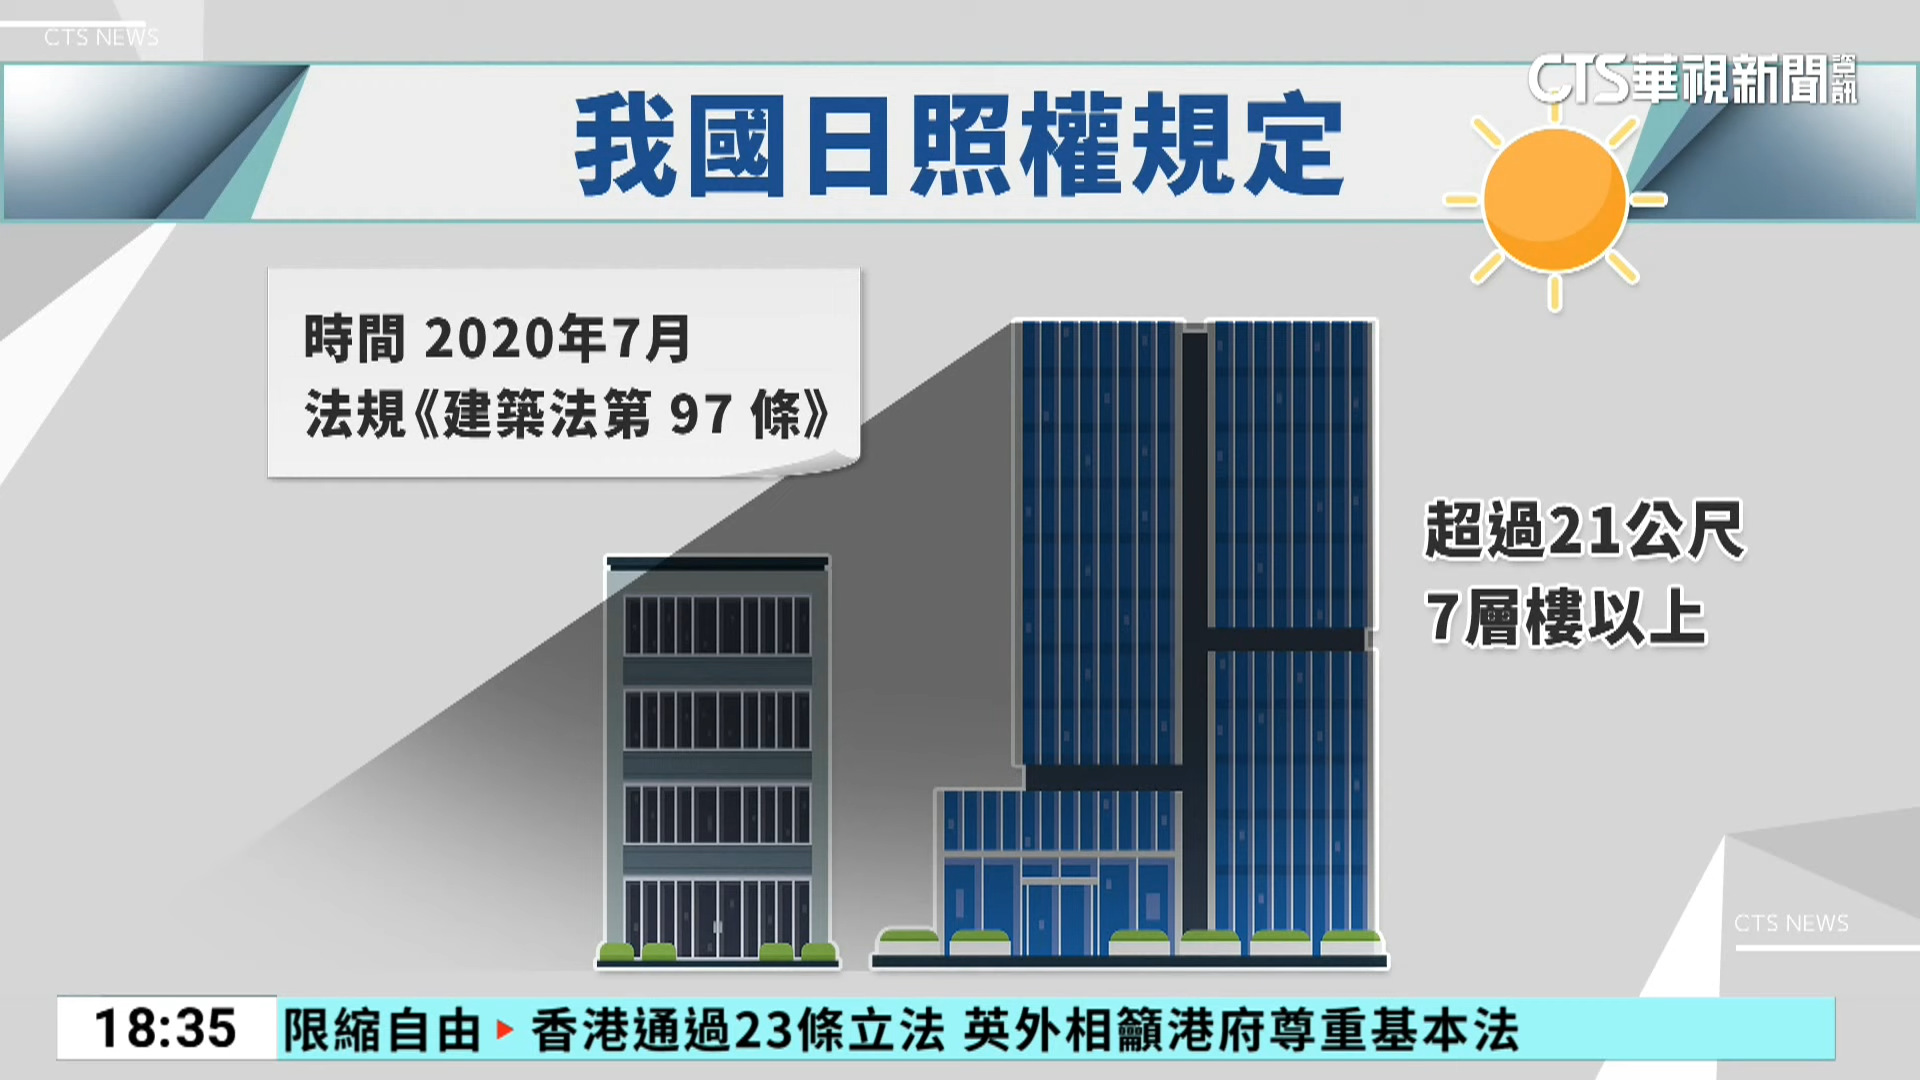 CTS NEWS
CTS華視新聞資訊
我國日照權規定
時間 2020年7月
法規《建築法第 97 條》
超過21公尺
7層樓以上
CTS NEWS
18:35 限縮自由▶香港通過23條立法 英外相籲港府尊重基本法